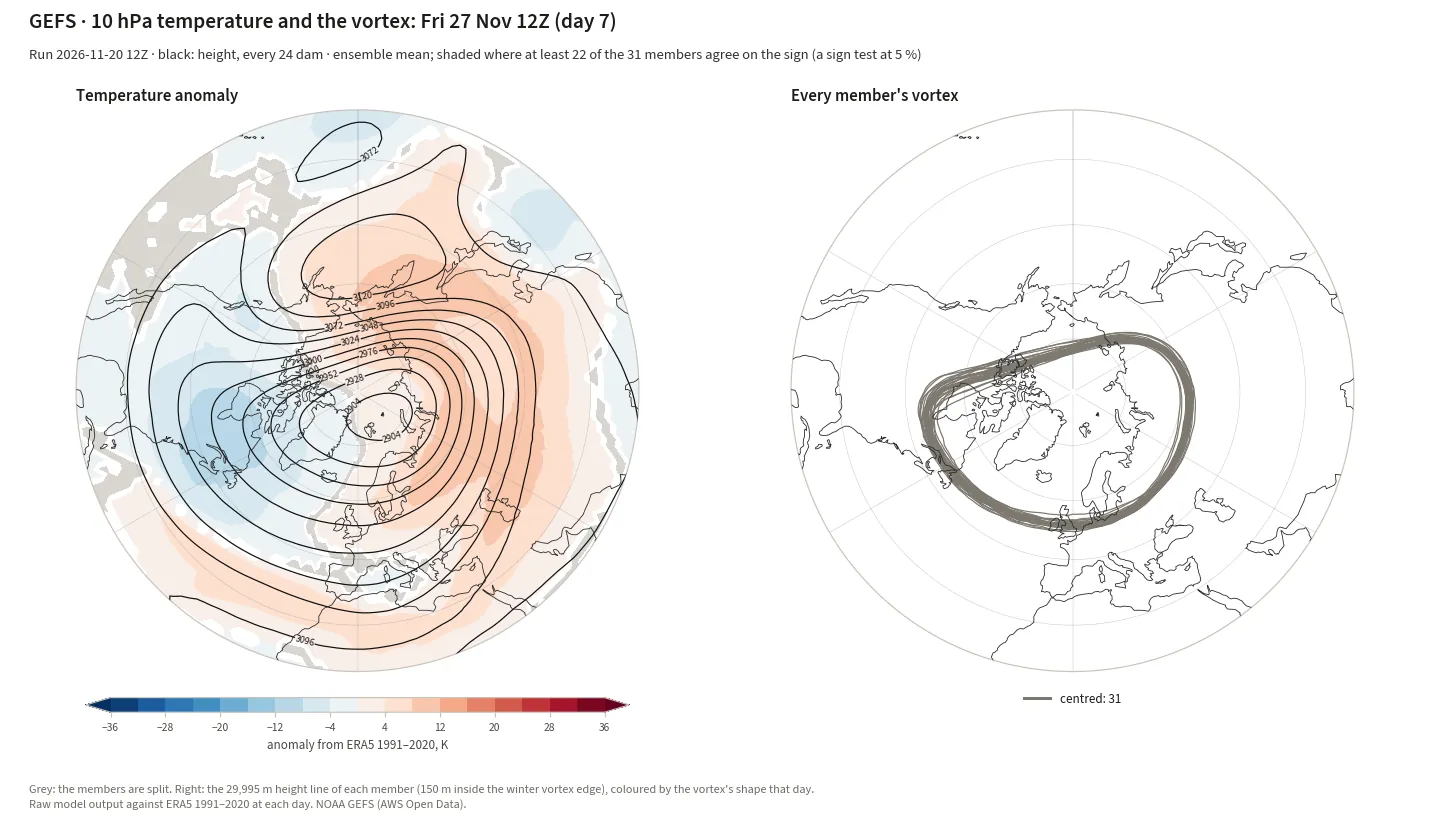 GEFS · 10 hPa temperature and the vortex: Fri 27 Nov 12Z (day 7)
Run 2026-11-20 12Z · black: height, every 24 dam · ensemble mean; shaded where at least 22 of the 31 members agree on the sign (a sign test at 5 %)
Temperature anomaly
Every member's vortex
3072
3120
3096
3072
3048
3024
2976
3000
2952
2928
2904
2904
3096
centred: 31
−36
−28
−20
−12
−4
4
12
20
28
36
anomaly from ERA5 1991–2020, K
Grey: the members are split. Right: the 29,995 m height line of each member (150 m inside the winter vortex edge), coloured by the vortex's shape that day.
Raw model output against ERA5 1991–2020 at each day. NOAA GEFS (AWS Open Data).